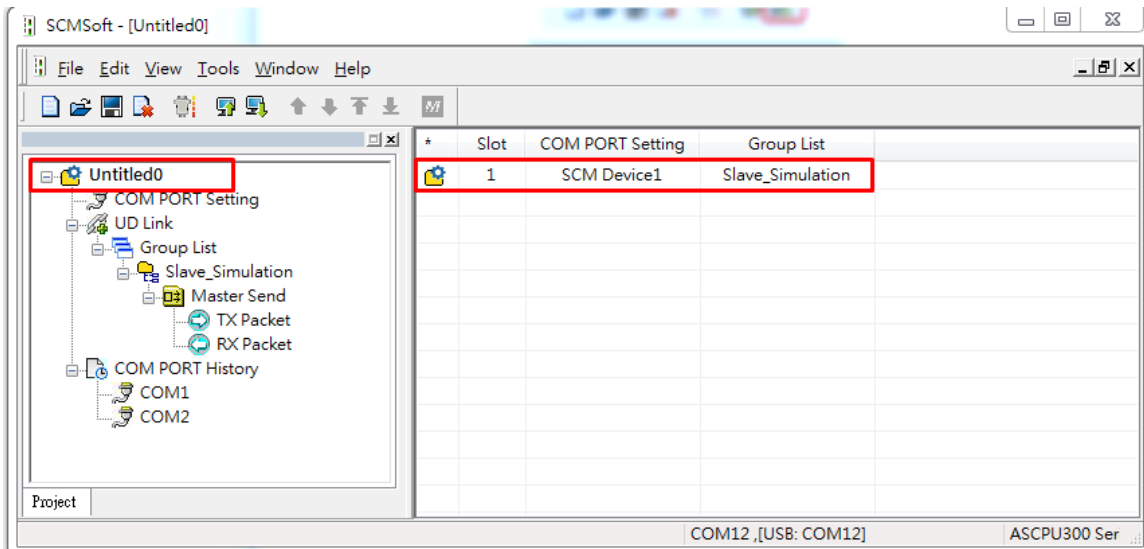 SCMSoft - [Untitled0]
File Edit View Tools Window Help
M
* Slot COM PORT Setting Group List
1 SCM Device1 Slave_Simulation
Untitled0
COM PORT Setting
UD Link
Group List
Slave_Simulation
Master Send
TX Packet
RX Packet
COM PORT History
COM1
COM2
Project
COM12 ,[USB: COM12] ASCPU300 Ser